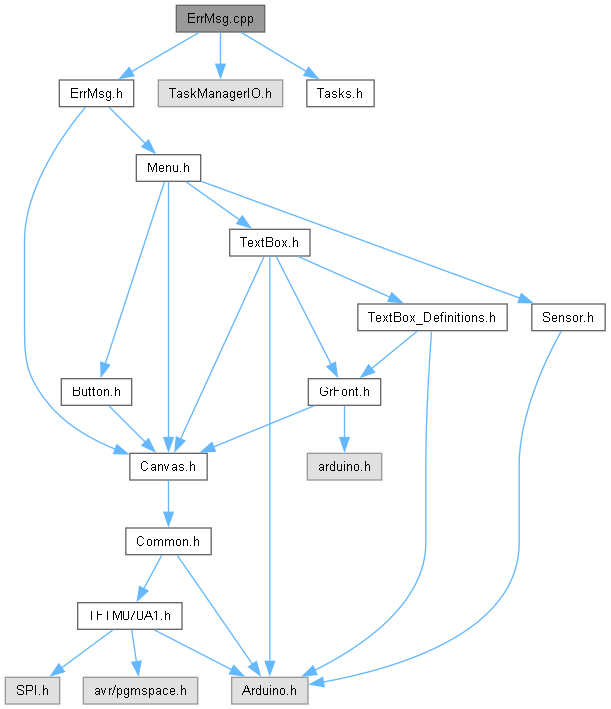 ErrMsg.cpp
ErrMsg.h
TaskManagerIO.h
Tasks.h
Menu.h
TextBox.h
TextBox_Definitions.h
Sensor.h
Button.h
GrFont.h
Canvas.h
arduino.h
Common.h
SPI.h
avr/pgmspace.h
Arduino.h